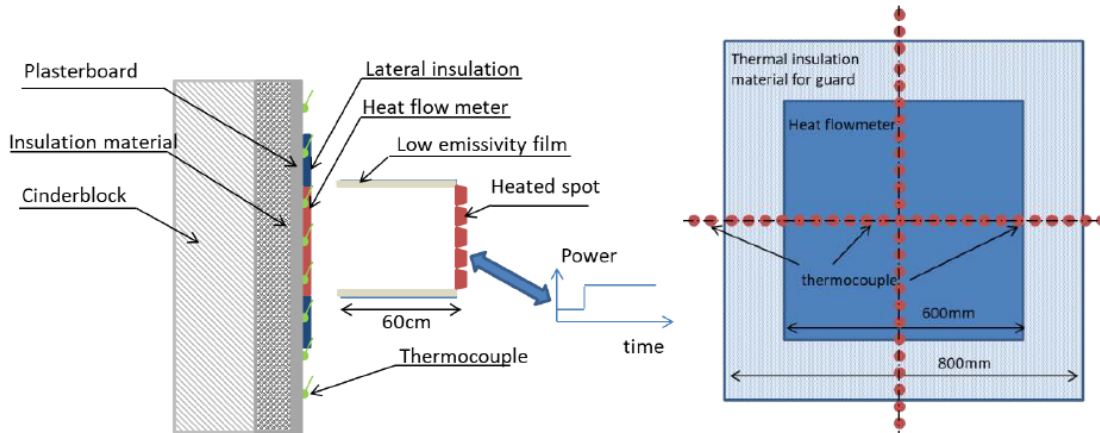 Plasterboard
Insulation material
Cinderblock
Lateral insulation
Heat flow meter
Low emissivity film
Heated spot
Power
time
60cm
Thermocouple
Thermal insulation
material for guard
Heat flowmeter
thermocouple
600mm
800mm